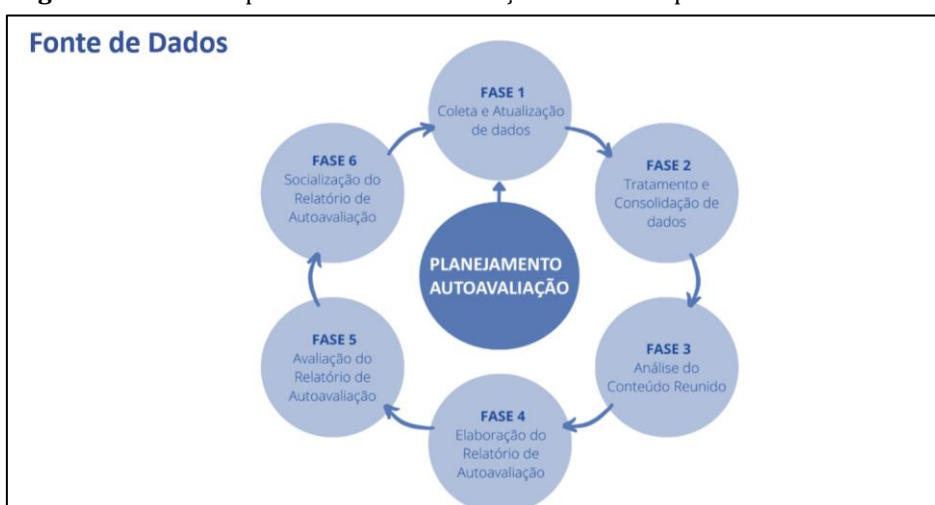 Fonte de Dados
FASE 1
Coleta e Atualização
de dados
FASE 2
Tratamento e
Consolidação de
dados
FASE 3
Análise do
Conteúdo Reunido
FASE 4
Elaboração do
Relatório de
Autoavaliação
FASE 5
Avaliação do
Relatório de
Autoavaliação
FASE 6
Socialização do
Relatório de
Autoavaliação
PLANEJAMENTO
AUTOAVALIAÇÃO